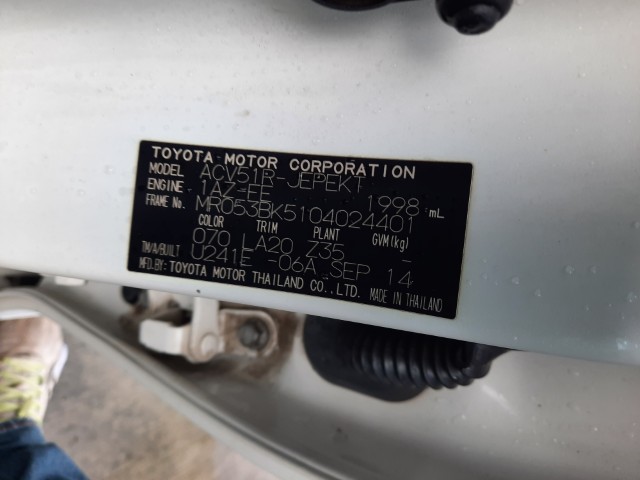 TOYOTA MOTOR CORPORATION
MODEL ACV51R-JEPEKT
ENGINE 1AZ-FE 1998 mL
FRAME No. MR053BK5104024401
COLOR TRIM PLANT GVM(kg)
070 LA20 Z35 -
TM/A/BUILT U241E -06A SEP 14
MFD.BY: TOYOTA MOTOR THAILAND CO., LTD. MADE IN THAILAND